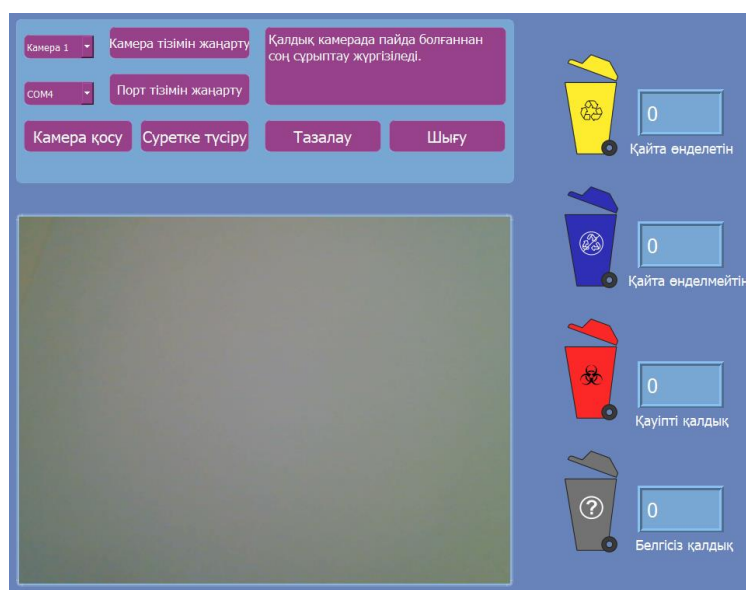 Камера 1
Камера тізімін жаңарту
Қалдық камерада пайда болғаннан
соң сұрыптау жүргізіледі.
COM4
Порт тізімін жаңарту
Камера қосу
Суретке түсіру
Тазалау
Шығу
0
Қайта өнделетін
0
Қайта өнделмейтін
0
Қауіпті қалдық
?
0
Белгісіз қалдық